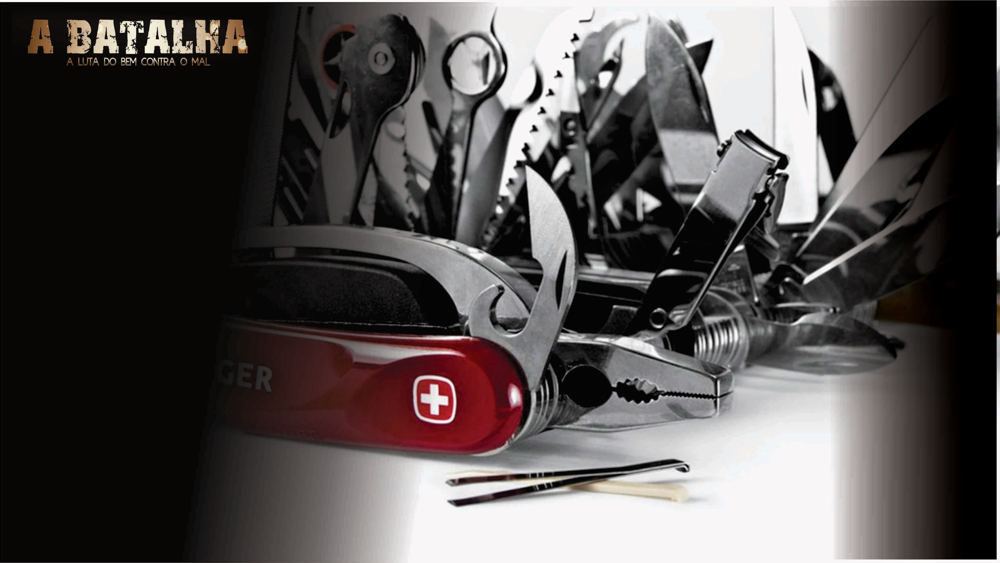 A BATALHA
A LUTA DO BEM CONTRA O MAL
GER